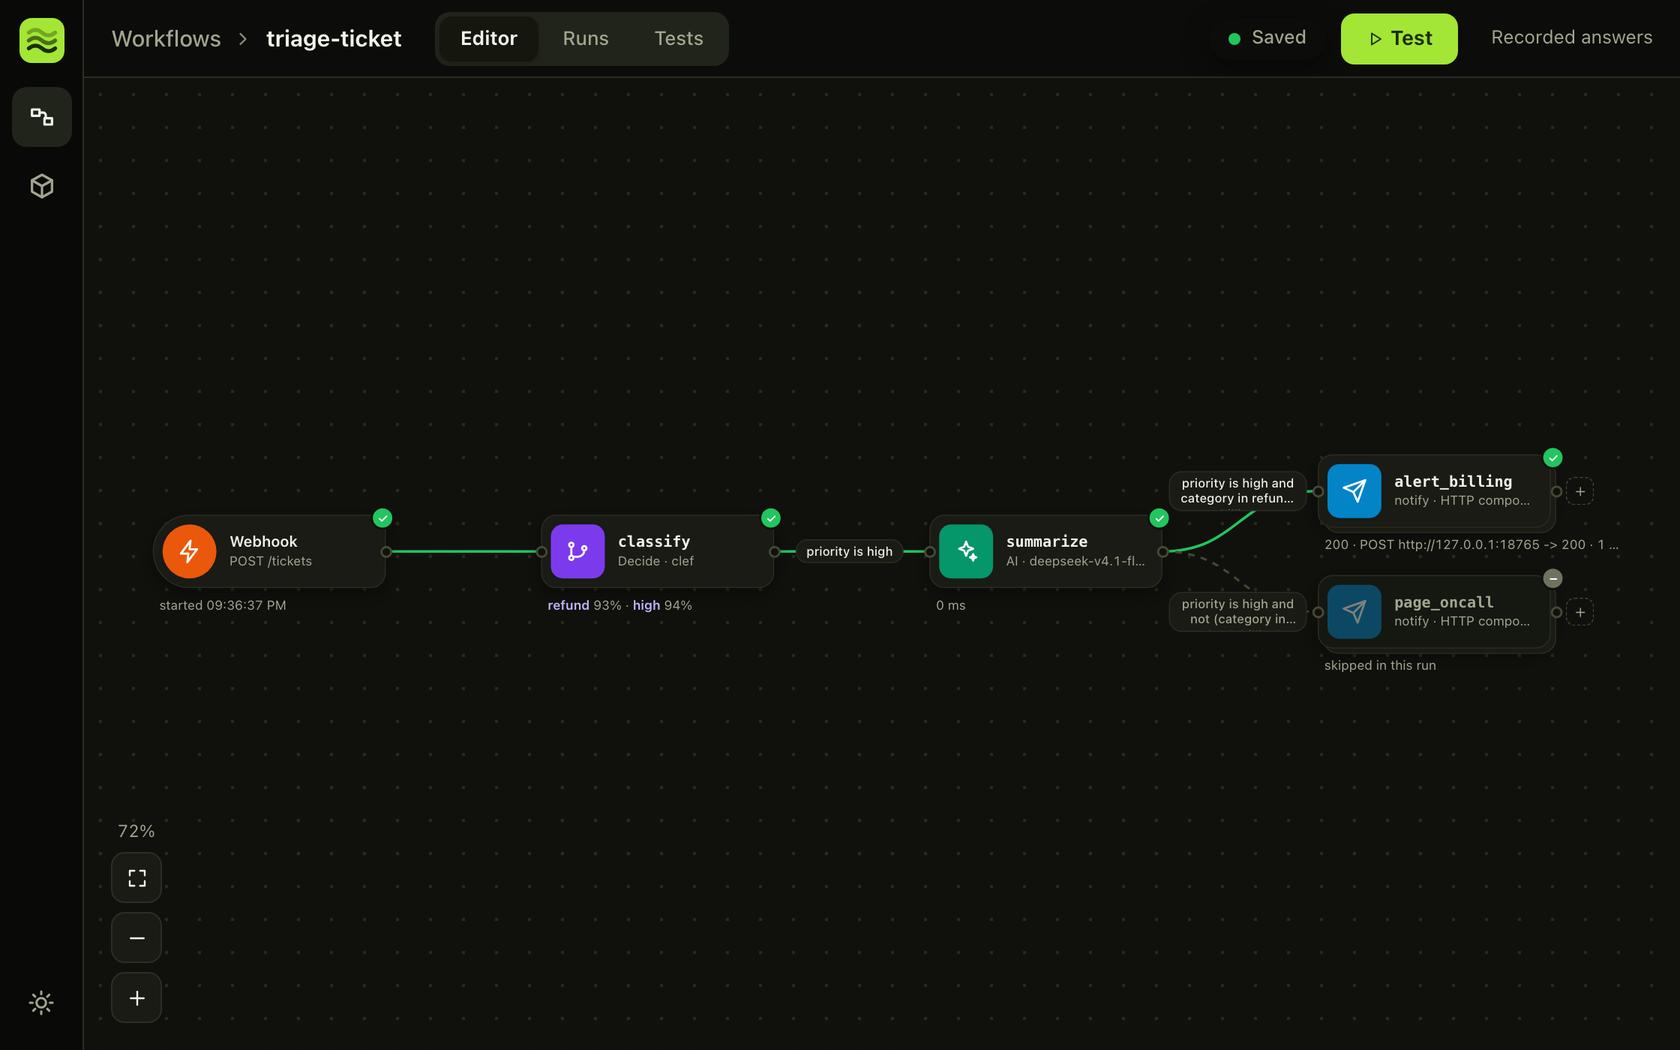 Workflows > triage-ticket
Editor
Runs
Tests
Saved
Test
Recorded answers
Webhook
POST /tickets
started 09:36:37 PM
classify
Decide · clef
refund 93% · high 94%
priority is high
summarize
AI · deepseek-v4.1-fl...
0 ms
priority is high and
category in refun...
alert_billing
notify · HTTP compo...
200 · POST http://127.0.0.1:18765 -> 200 · 1 ...
priority is high and
not (category in...
page_oncall
notify · HTTP compo...
skipped in this run
72%